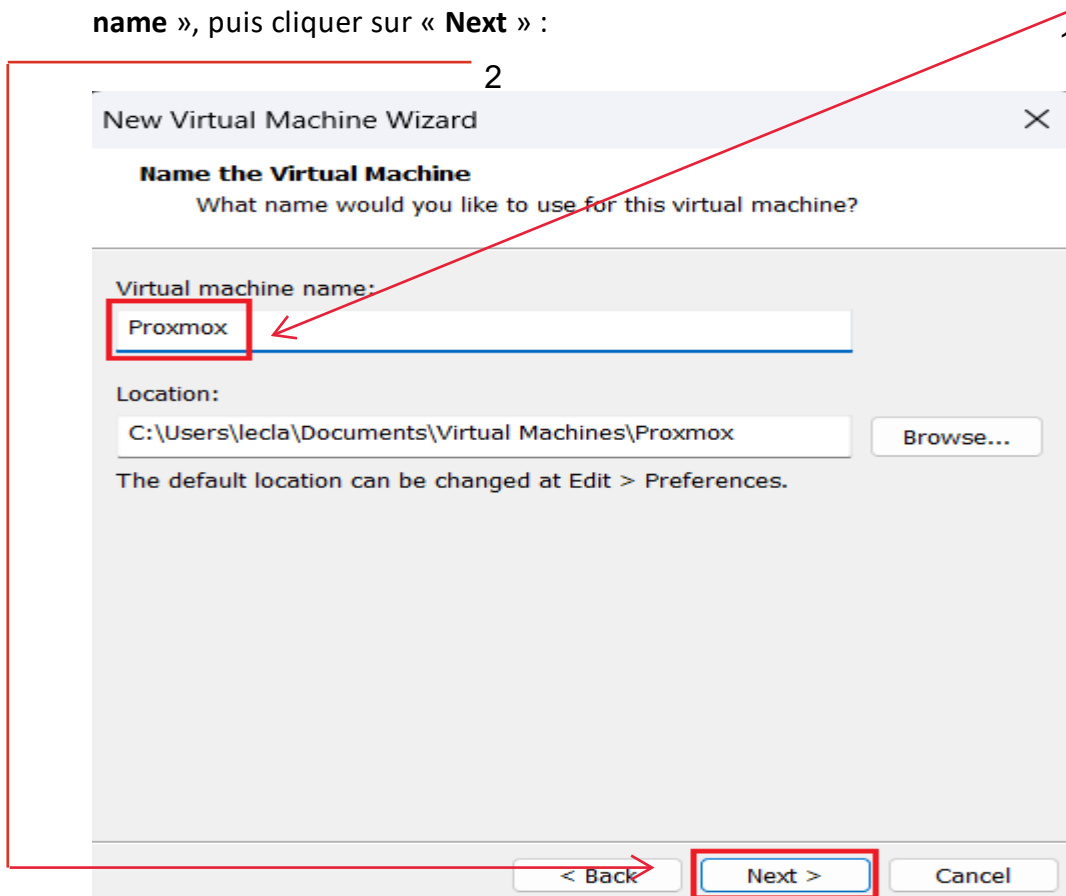 name », puis cliquer sur « Next » :
2
New Virtual Machine Wizard
Name the Virtual Machine
What name would you like to use for this virtual machine?
Virtual machine name:
Proxmox
Location:
C:\Users\lecla\Documents\Virtual Machines\Proxmox
Browse...
The default location can be changed at Edit > Preferences.
< Back
Next >
Cancel